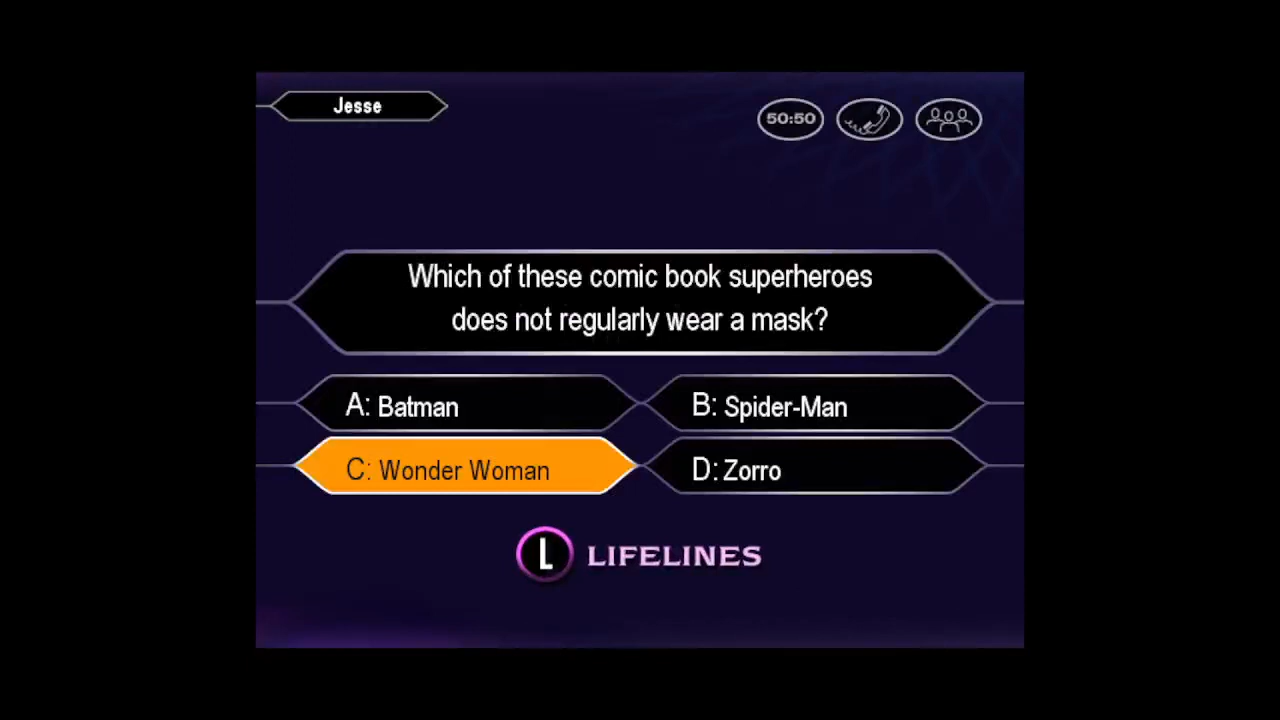 Jesse
50:50
Which of these comic book superheroes
does not regularly wear a mask?
A: Batman
B: Spider-Man
C: Wonder Woman
D: Zorro
L LIFELINES